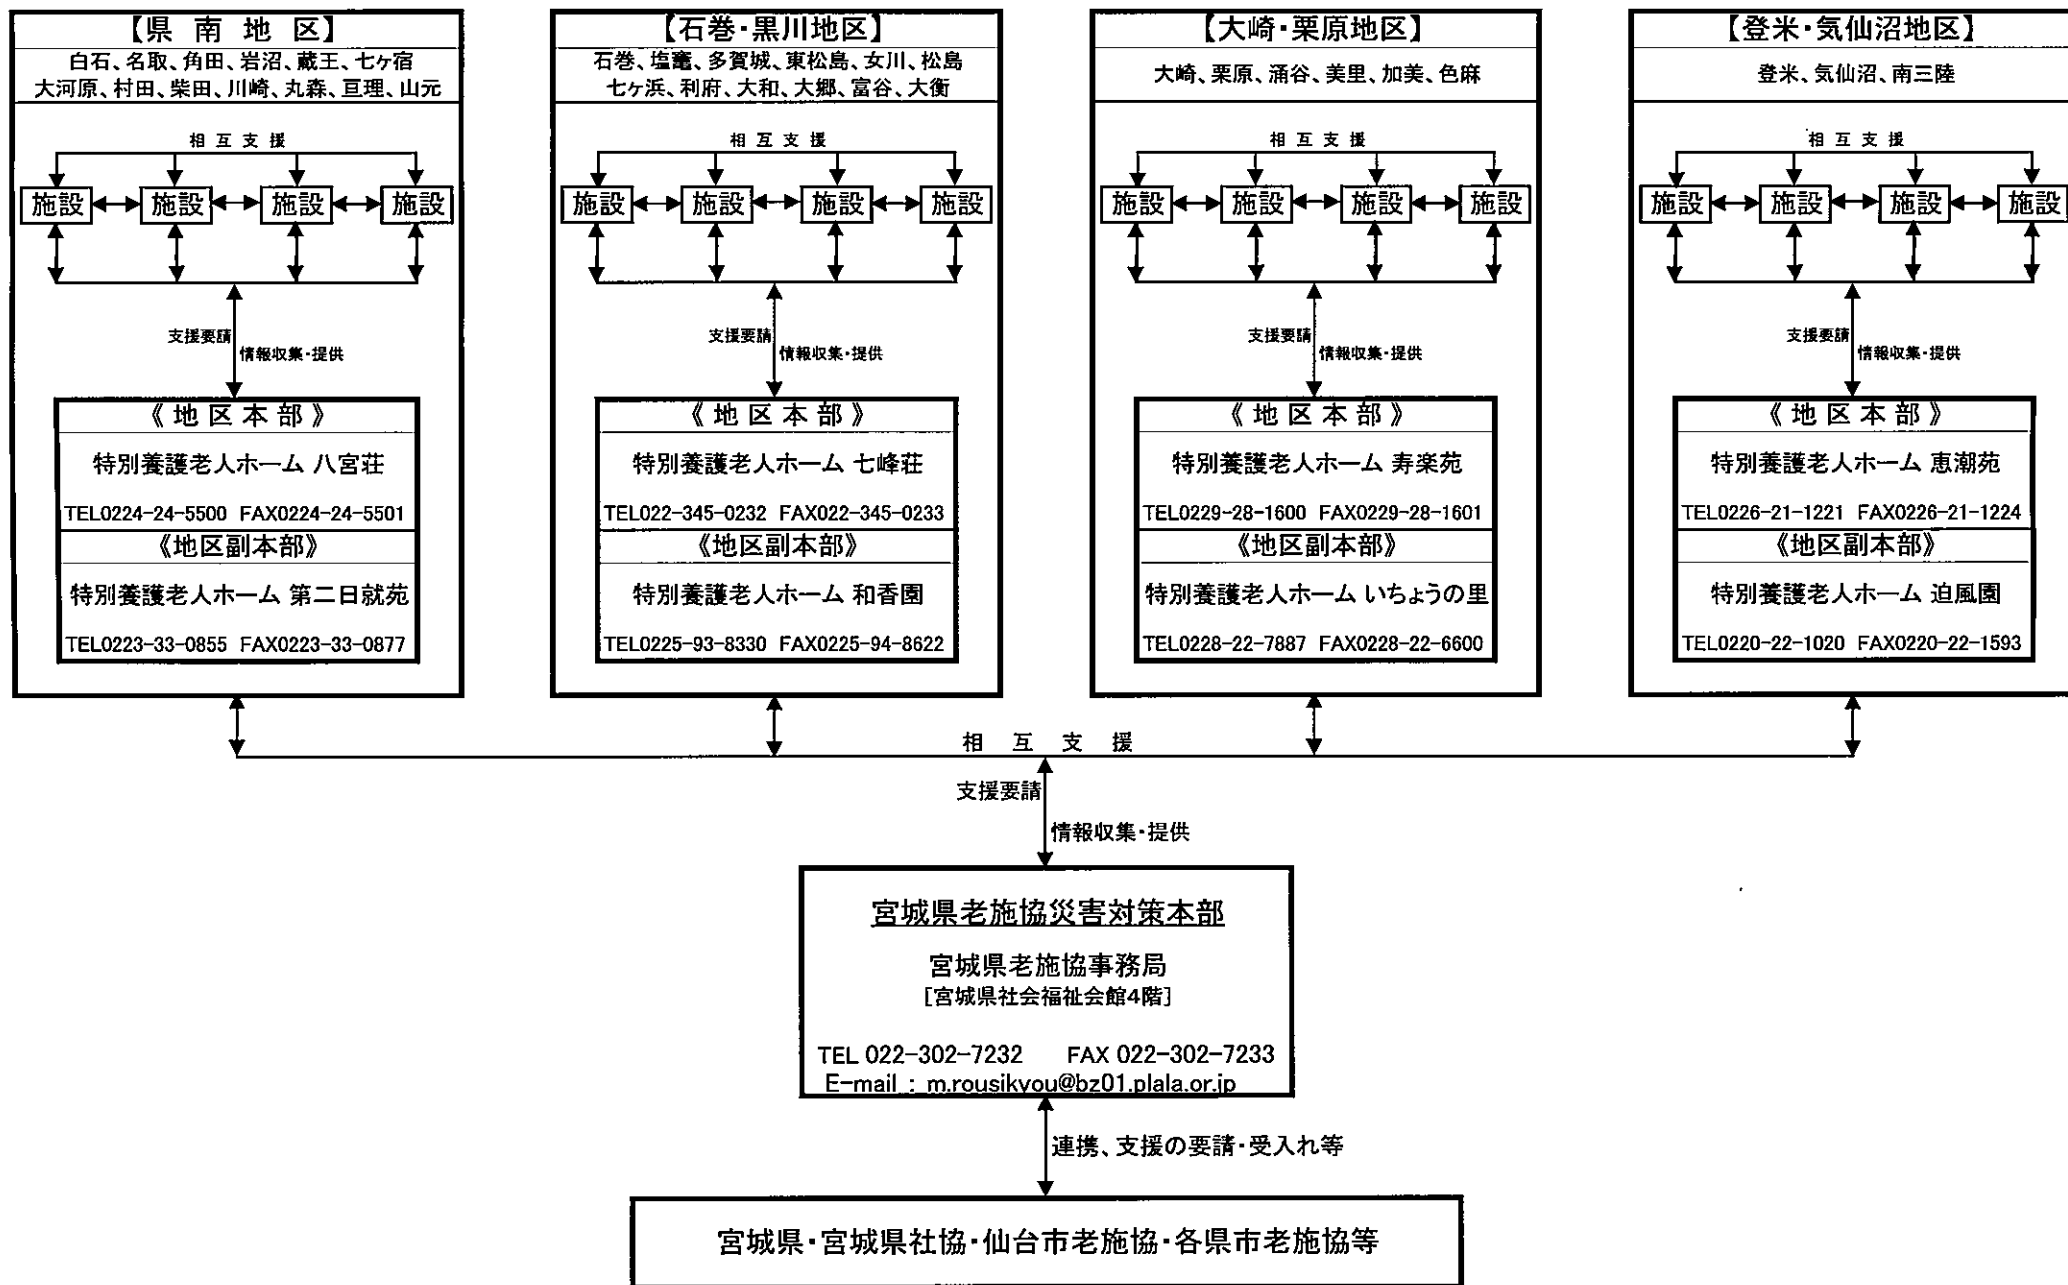 【県 南 地 区】
白石、名取、角田、岩沼、蔵王、七ヶ宿
大河原、村田、柴田、川崎、丸森、亘理、山元
相 互 支 援
施設 施設 施設 施設
支援要請
情報収集・提供
《 地 区 本 部 》
特別養護老人ホーム 八宮荘
TEL0224-24-5500 FAX0224-24-5501
《地区副本部》
特別養護老人ホーム 第二日就苑
TEL0223-33-0855 FAX0223-33-0877
【石巻・黒川地区】
石巻、塩竈、多賀城、東松島、女川、松島
七ヶ浜、利府、大和、大郷、富谷、大衡
相 互 支 援
施設 施設 施設 施設
支援要請
情報収集・提供
《 地 区 本 部 》
特別養護老人ホーム 七峰荘
TEL022-345-0232 FAX022-345-0233
《地区副本部》
特別養護老人ホーム 和香園
TEL0225-93-8330 FAX0225-94-8622
【大崎・栗原地区】
大崎、栗原、涌谷、美里、加美、色麻
相 互 支 援
施設 施設 施設 施設
支援要請
情報収集・提供
《 地 区 本 部 》
特別養護老人ホーム 寿楽苑
TEL0229-28-1600 FAX0229-28-1601
《地区副本部》
特別養護老人ホーム いちょうの里
TEL0228-22-7887 FAX0228-22-6600
【登米・気仙沼地区】
登米、気仙沼、南三陸
相 互 支 援
施設 施設 施設 施設
支援要請
情報収集・提供
《 地 区 本 部 》
特別養護老人ホーム 恵潮苑
TEL0226-21-1221 FAX0226-21-1224
《地区副本部》
特別養護老人ホーム 迫風園
TEL0220-22-1020 FAX0220-22-1593
相 互 支 援
支援要請
情報収集・提供
宮城県老施協災害対策本部
宮城県老施協事務局
[宮城県社会福祉会館4階]
TEL 022-302-7232 FAX 022-302-7233
E-mail : m.rousikyou@bz01.plala.or.jp
連携、支援の要請・受入れ等
宮城県・宮城県社協・仙台市老施協・各県市老施協等